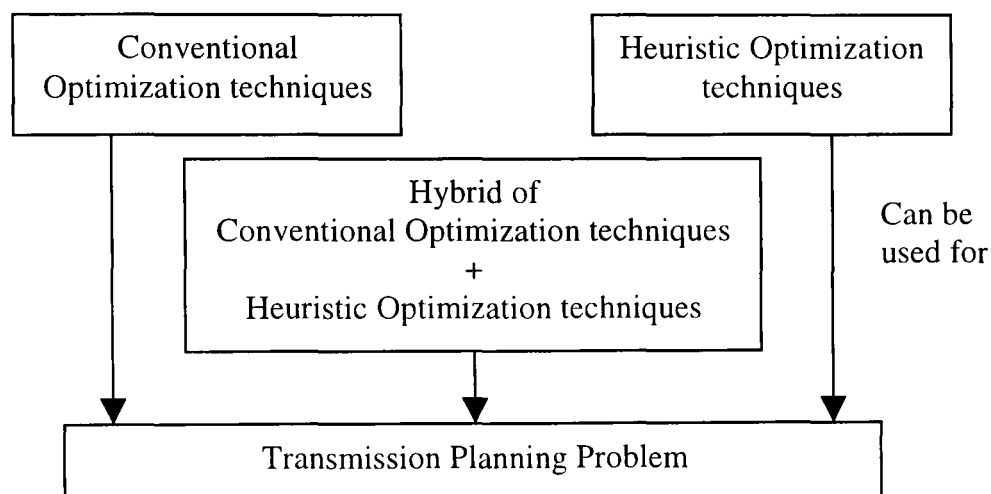 Conventional
Optimization techniques
Heuristic Optimization
techniques
Hybrid of
Conventional Optimization techniques
+
Heuristic Optimization techniques
Can be
used for
Transmission Planning Problem